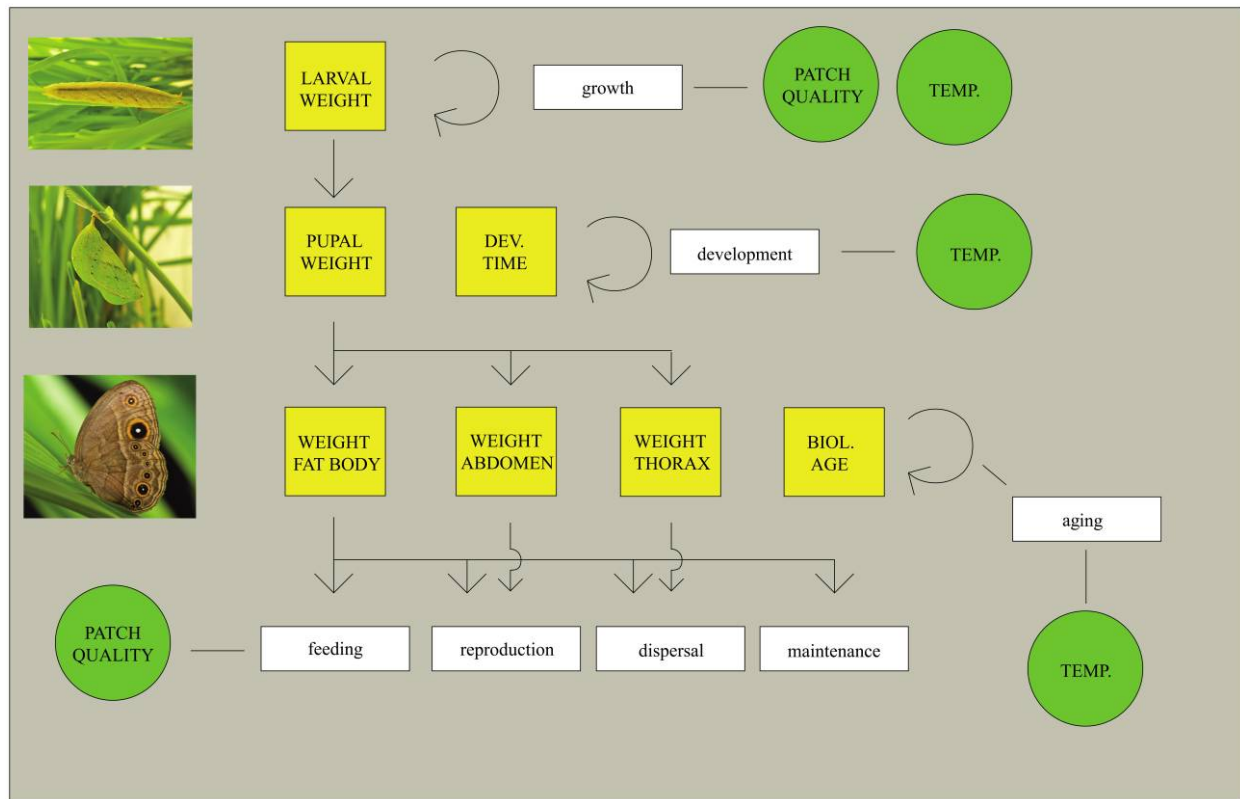 LARVAL
WEIGHT
growth
PATCH
QUALITY
TEMP.
PUPAL
WEIGHT
DEV.
TIME
development
TEMP.
WEIGHT
FAT BODY
WEIGHT
ABDOMEN
WEIGHT
THORAX
BIOL.
AGE
aging
PATCH
QUALITY
feeding
reproduction
dispersal
maintenance
TEMP.